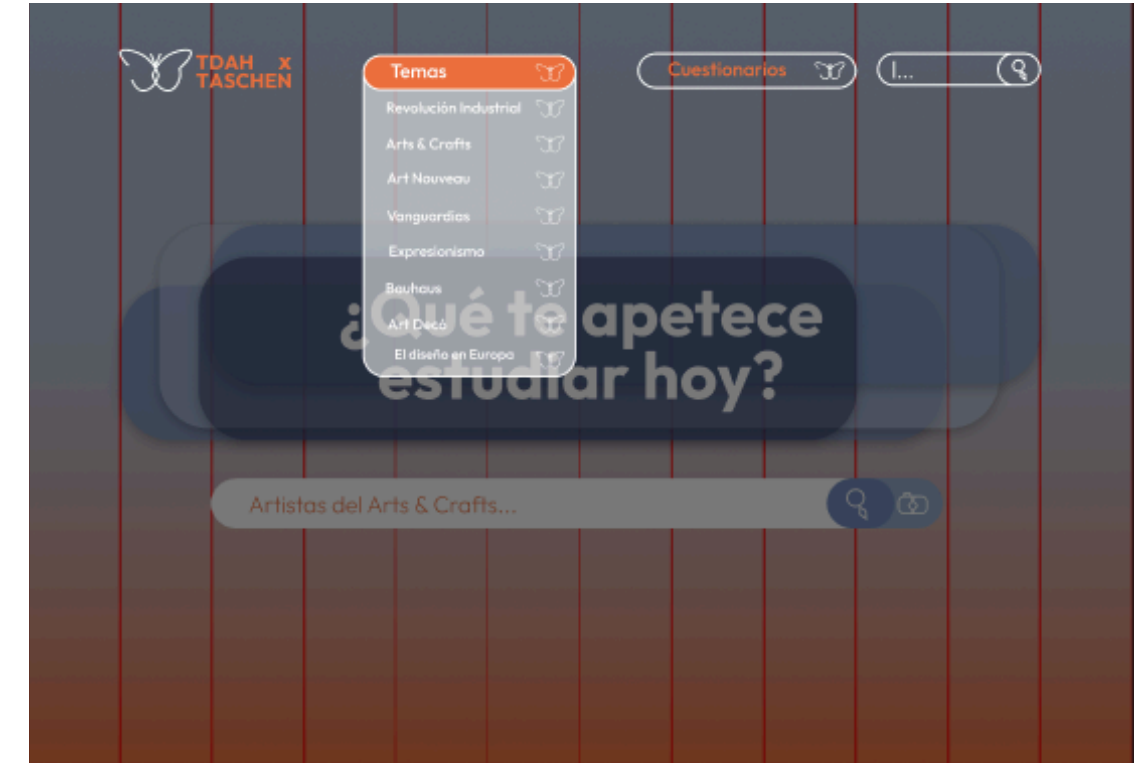 TDAH x
TASCHEN
Temas
Cuestionarios
I...
Revolución Industrial
Arts & Crafts
Art Nouveau
Vanguardias
Expresionismo
Bauhaus
Art Decó
El diseño en Europa
¿Qué te apetece
estudiar hoy?
Artistas del Arts & Crafts...